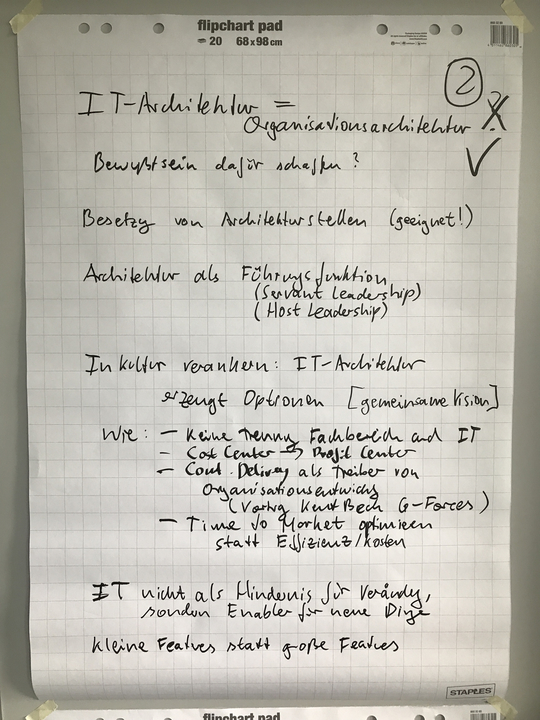 flipchart pad
20 68 x 98 cm
2
IT-Architektur =
Organisationsarchitektur
Bewußtsein dafür schaffen ?
Besetzg von Architekturstellen (geeignet!)
Architektur als Führungsfunktion
(Servant Leadership)
(Host Leadership)
In Kultur verankern: IT-Architektur
erzeugt Optionen [gemeinsame Vision]
Wie: - Keine Trenng Fachbereich und IT
- Cost Center -> Profit Center
- Cont. Delivery als Treiber von
Organisationsentwickg
(Vortrag Kent Beck G-Forces)
- Time to Market optimieren
statt Effizienz/Kosten
IT nicht als Hindernis für Verändg,
sondern Enabler für neue Dinge
Kleine Features statt große Features
STAPLES
flipchart pad